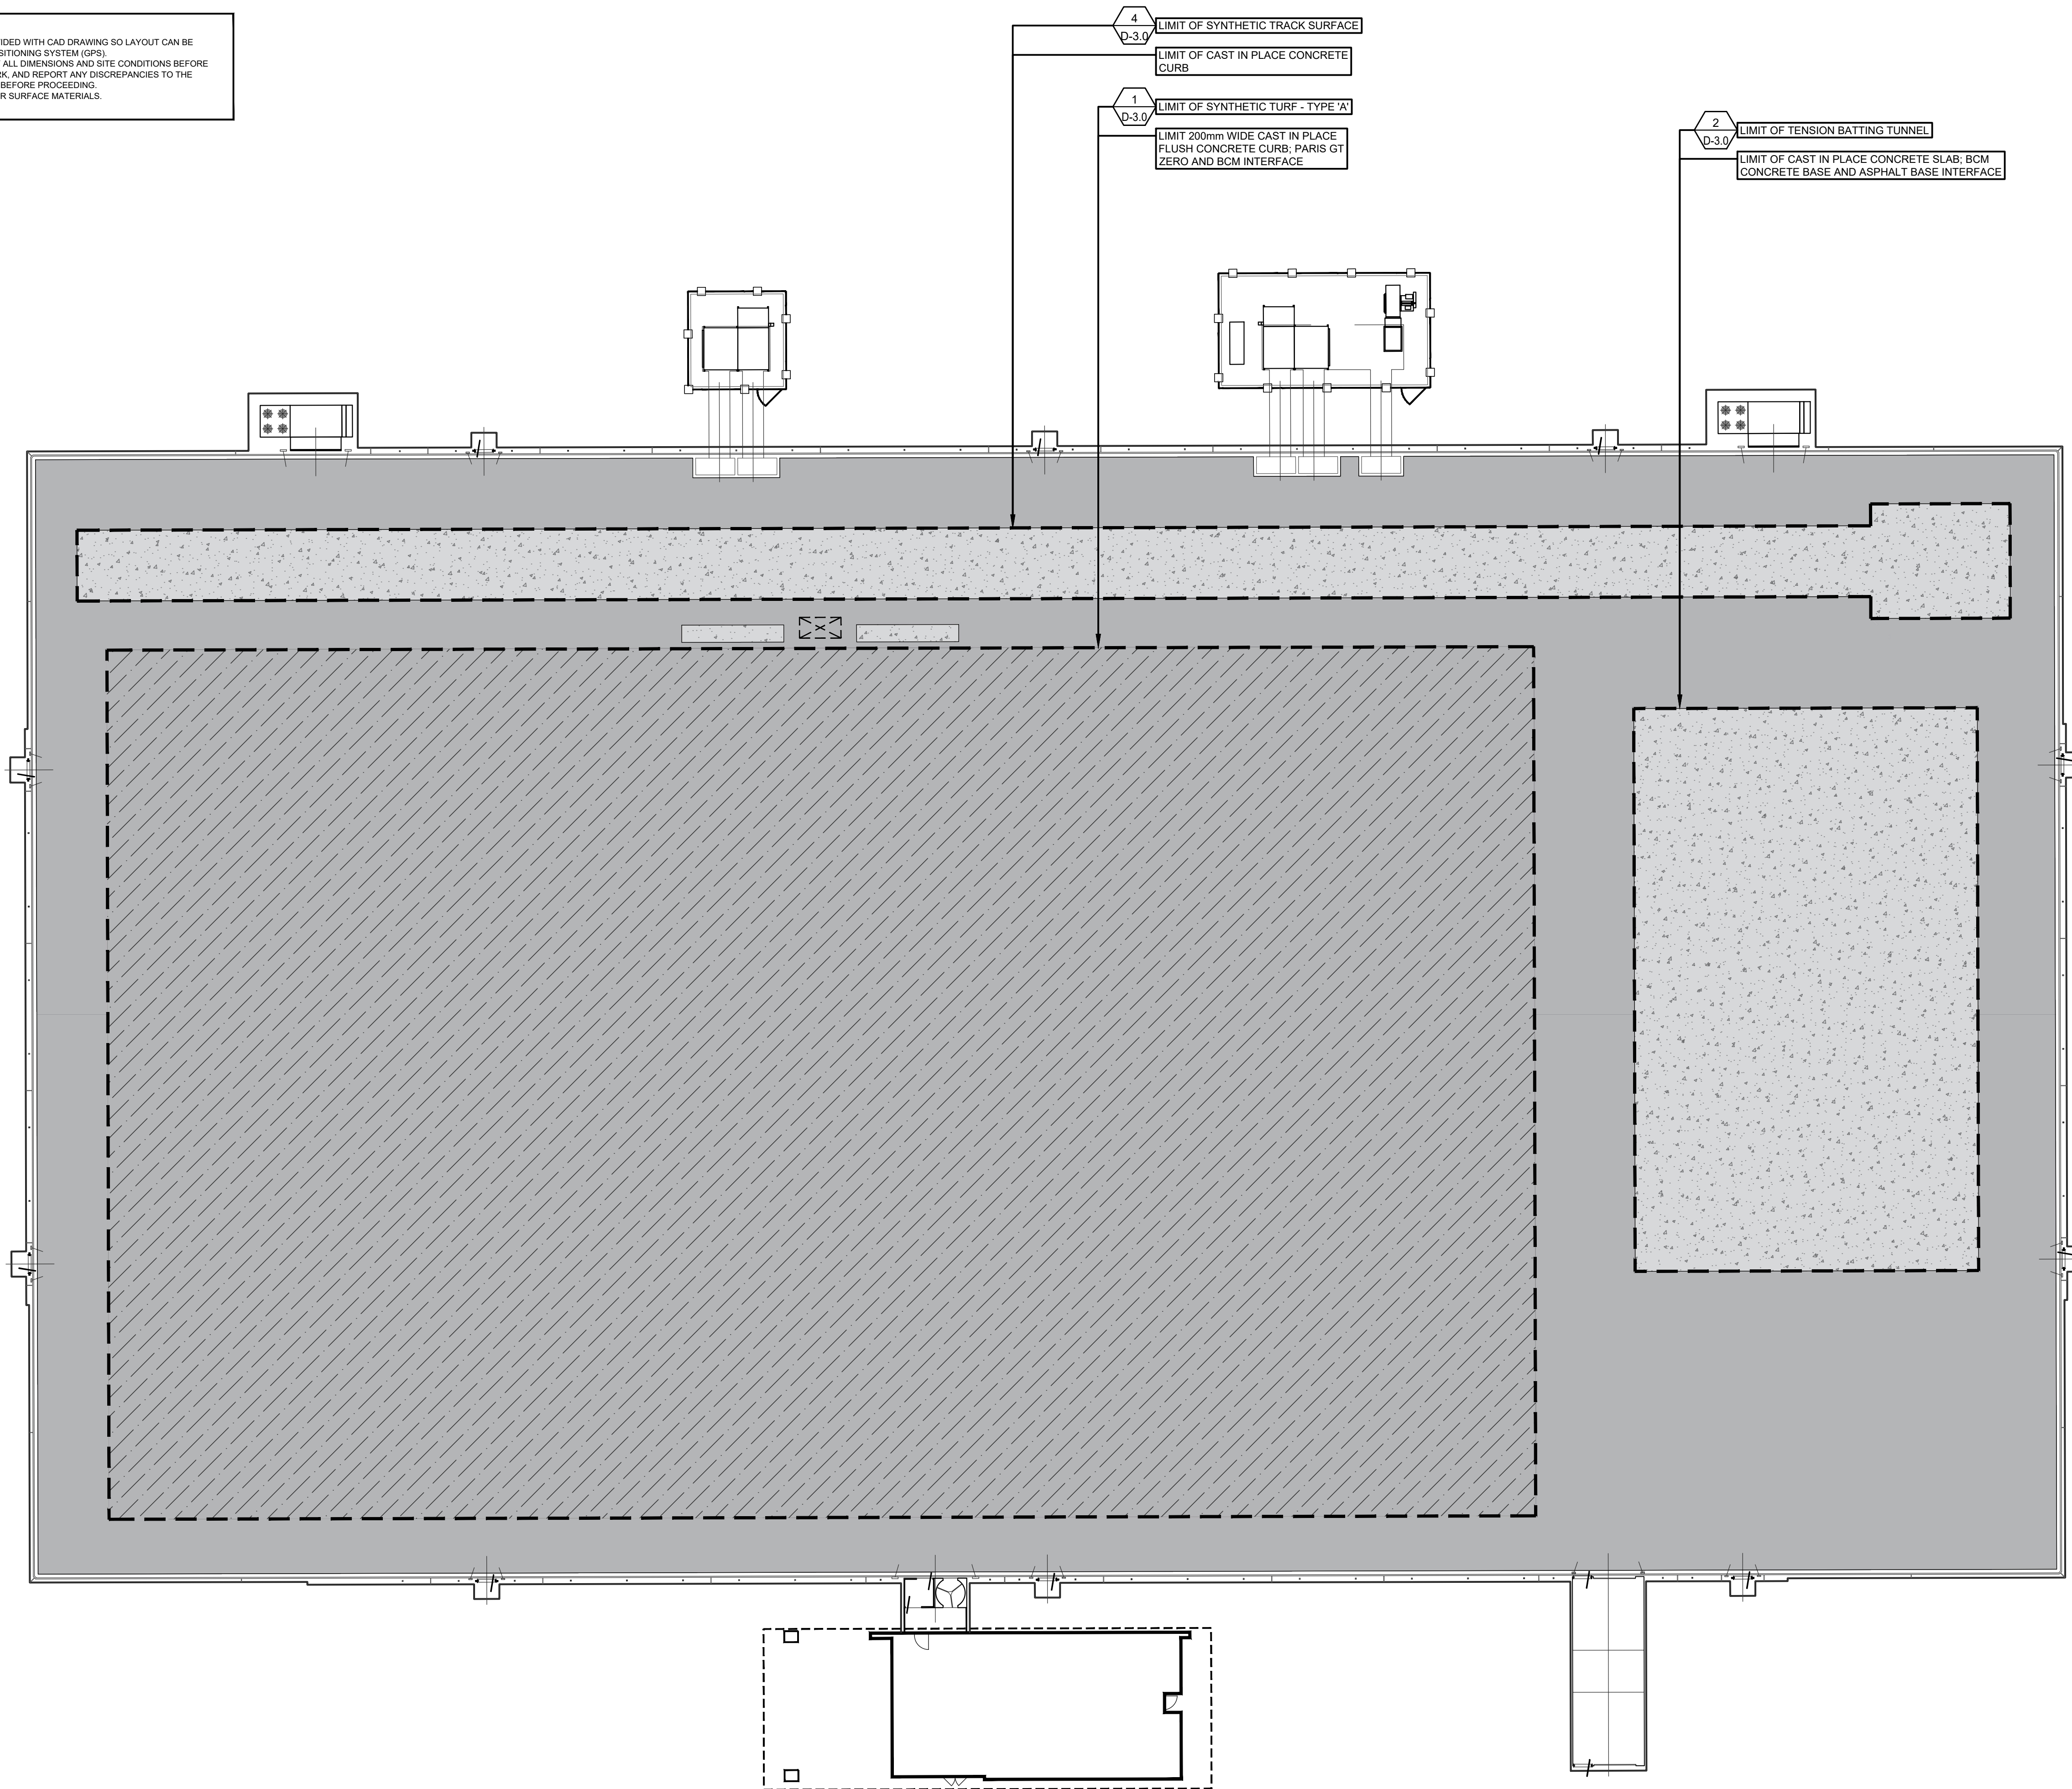 IDED WITH CAD DRAWING SO LAYOUT CAN BE
SITIONING SYSTEM (GPS).
ALL DIMENSIONS AND SITE CONDITIONS BEFORE
RK, AND REPORT ANY DISCREPANCIES TO THE
BEFORE PROCEEDING.
R SURFACE MATERIALS.
4
D-3.0
LIMIT OF SYNTHETIC TRACK SURFACE
LIMIT OF CAST IN PLACE CONCRETE
CURB
1
D-3.0
LIMIT OF SYNTHETIC TURF - TYPE 'A'
LIMIT 200mm WIDE CAST IN PLACE
FLUSH CONCRETE CURB; PARIS GT
ZERO AND BCM INTERFACE
2
D-3.0
LIMIT OF TENSION BATTING TUNNEL
LIMIT OF CAST IN PLACE CONCRETE SLAB; BCM
CONCRETE BASE AND ASPHALT BASE INTERFACE